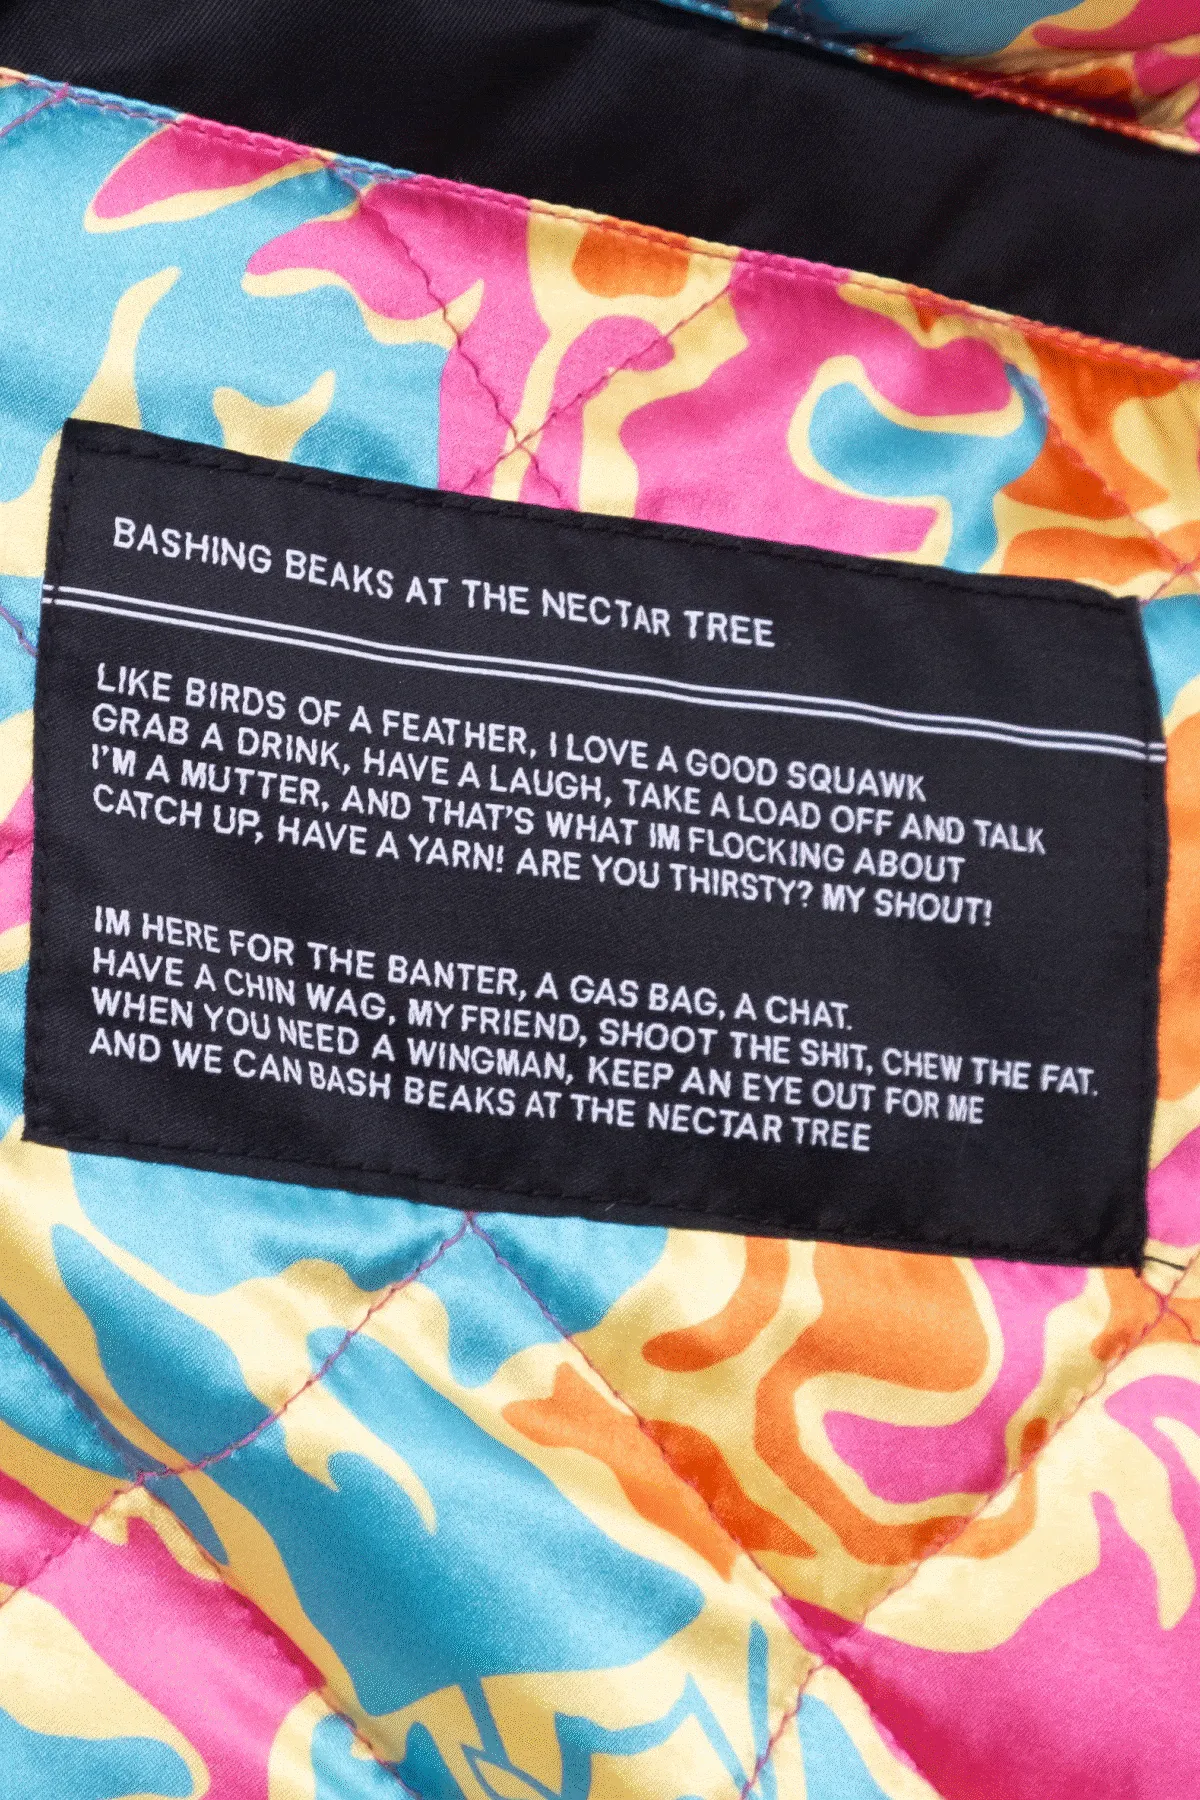 BASHING BEAKS AT THE NECTAR TREE
LIKE BIRDS OF A FEATHER, I LOVE A GOOD SQUAWK
GRAB A DRINK, HAVE A LAUGH, TAKE A LOAD OFF AND TALK
I'M A MUTTER, AND THAT'S WHAT IM FLOCKING ABOUT
CATCH UP, HAVE A YARN! ARE YOU THIRSTY? MY SHOUT!
IM HERE FOR THE BANTER, A GAS BAG, A CHAT.
HAVE A CHIN WAG, MY FRIEND, SHOOT THE SHIT, CHEW THE FAT.
WHEN YOU NEED A WINGMAN, KEEP AN EYE OUT FOR ME
AND WE CAN BASH BEAKS AT THE NECTAR TREE